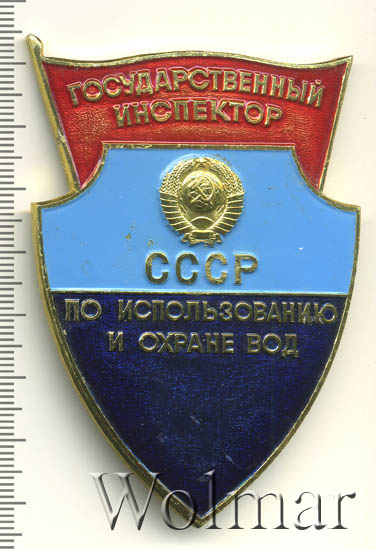 ГОСУДАРСТВЕННЫЙ
ИНСПЕКТОР
СССР
ПО ИСПОЛЬЗОВАНИЮ
И ОХРАНЕ ВОД
Wolmar